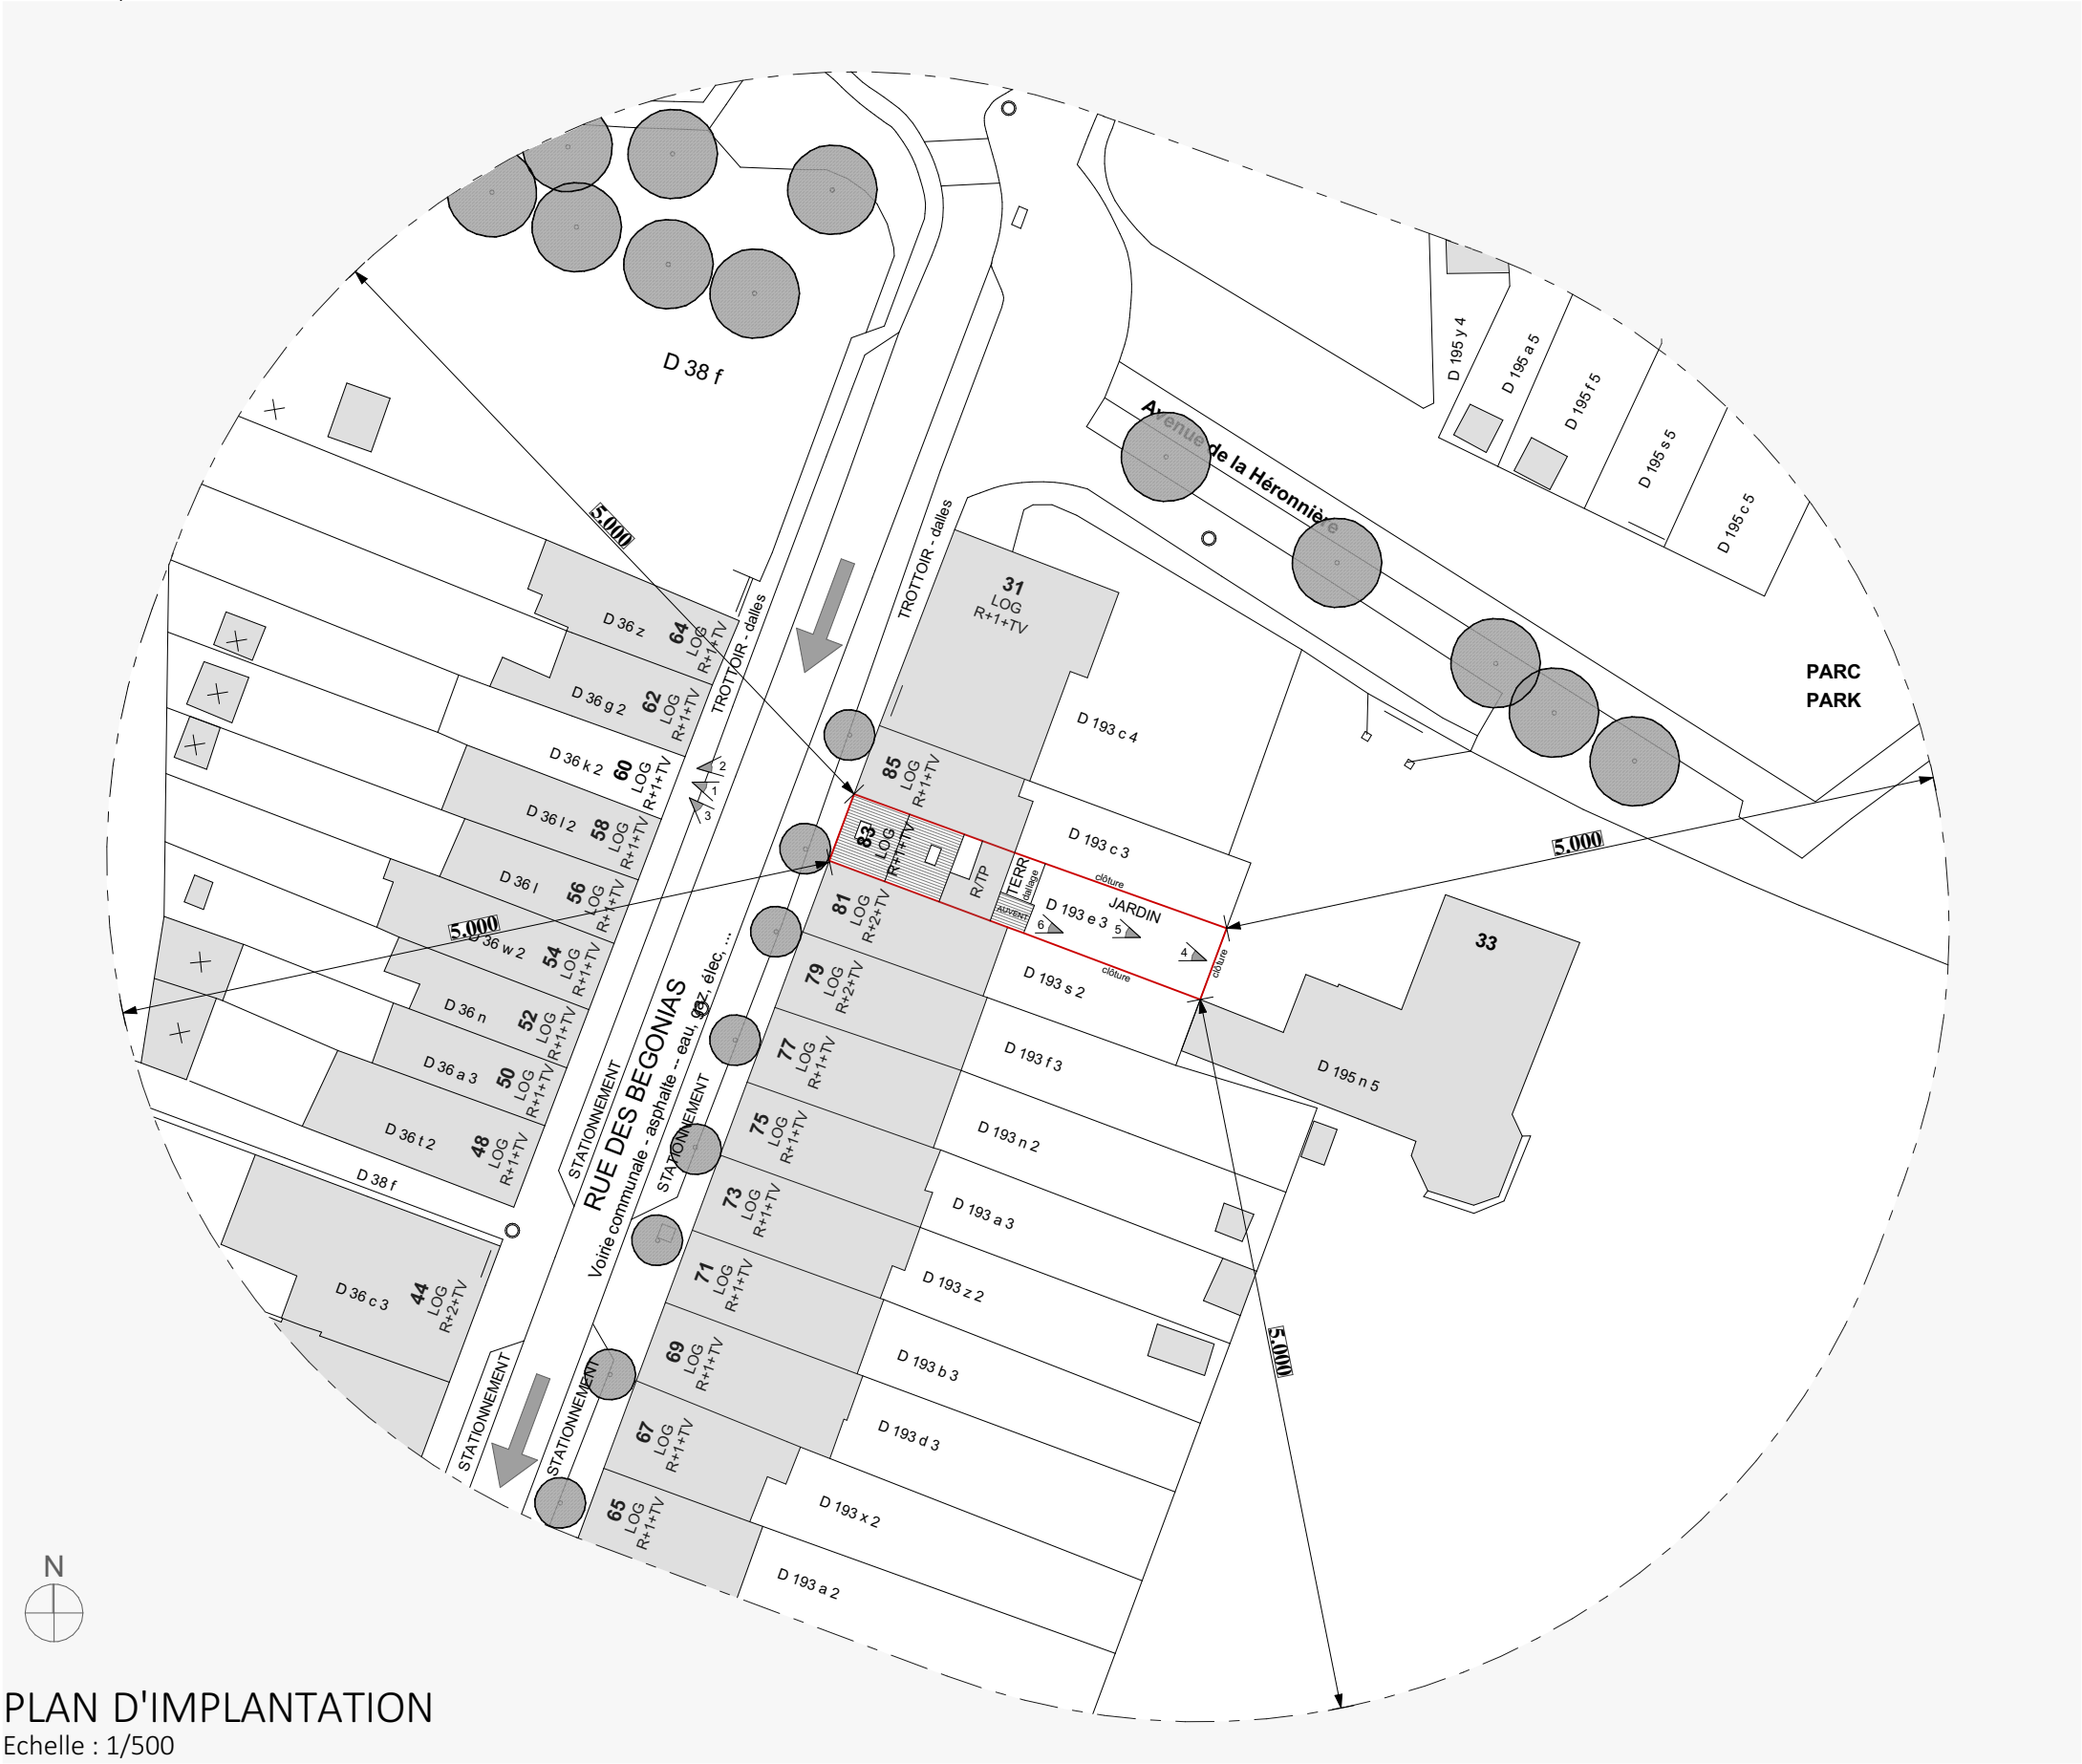 D 38 f
D 195 y 4
D 195 a 5
D 195 f 5
D 195 s 5
D 195 c 5
Avenue de la Héronnière
PARC
PARK
5.000
TROTTOIR - dalles
TROTTOIR - dalles
31
LOG
R+1+TV
D 36 z
64
LOG
R+1+TV
D 36 g 2
62
LOG
R+1+TV
D 36 k 2
60
LOG
R+1+TV
D 36 l 2
58
LOG
R+1+TV
D 36 l
56
LOG
R+1+TV
D 36 w 2
54
LOG
R+1+TV
D 36 n
52
LOG
R+1+TV
D 36 a 3
50
LOG
R+1+TV
D 36 t 2
48
LOG
R+1+TV
D 38 f
D 36 c 3
44
LOG
R+2+TV
5.000
2
1
3
D 193 c 4
85
LOG
R+1+TV
D 193 c 3
83
LOG
R+1+TV
R/TP
TERR
dallage
AUVENT
clôture
JARDIN
D 193 e 3
6
5
4
clôture
clôture
5.000
33
D 195 n 5
81
LOG
R+2+TV
D 193 s 2
79
LOG
R+2+TV
D 193 f 3
77
LOG
R+1+TV
D 193 n 2
75
LOG
R+1+TV
D 193 a 3
73
LOG
R+1+TV
D 193 z 2
71
LOG
R+1+TV
D 193 b 3
69
LOG
R+1+TV
D 193 d 3
67
LOG
R+1+TV
D 193 x 2
65
LOG
R+1+TV
D 193 a 2
5.000
STATIONNEMENT
RUE DES BEGONIAS
Voirie communale - asphalte -- eau, gaz, élec, ...
STATIONNEMENT
STATIONNEMENT
STATIONNEMENT
N
PLAN D'IMPLANTATION
Echelle : 1/500